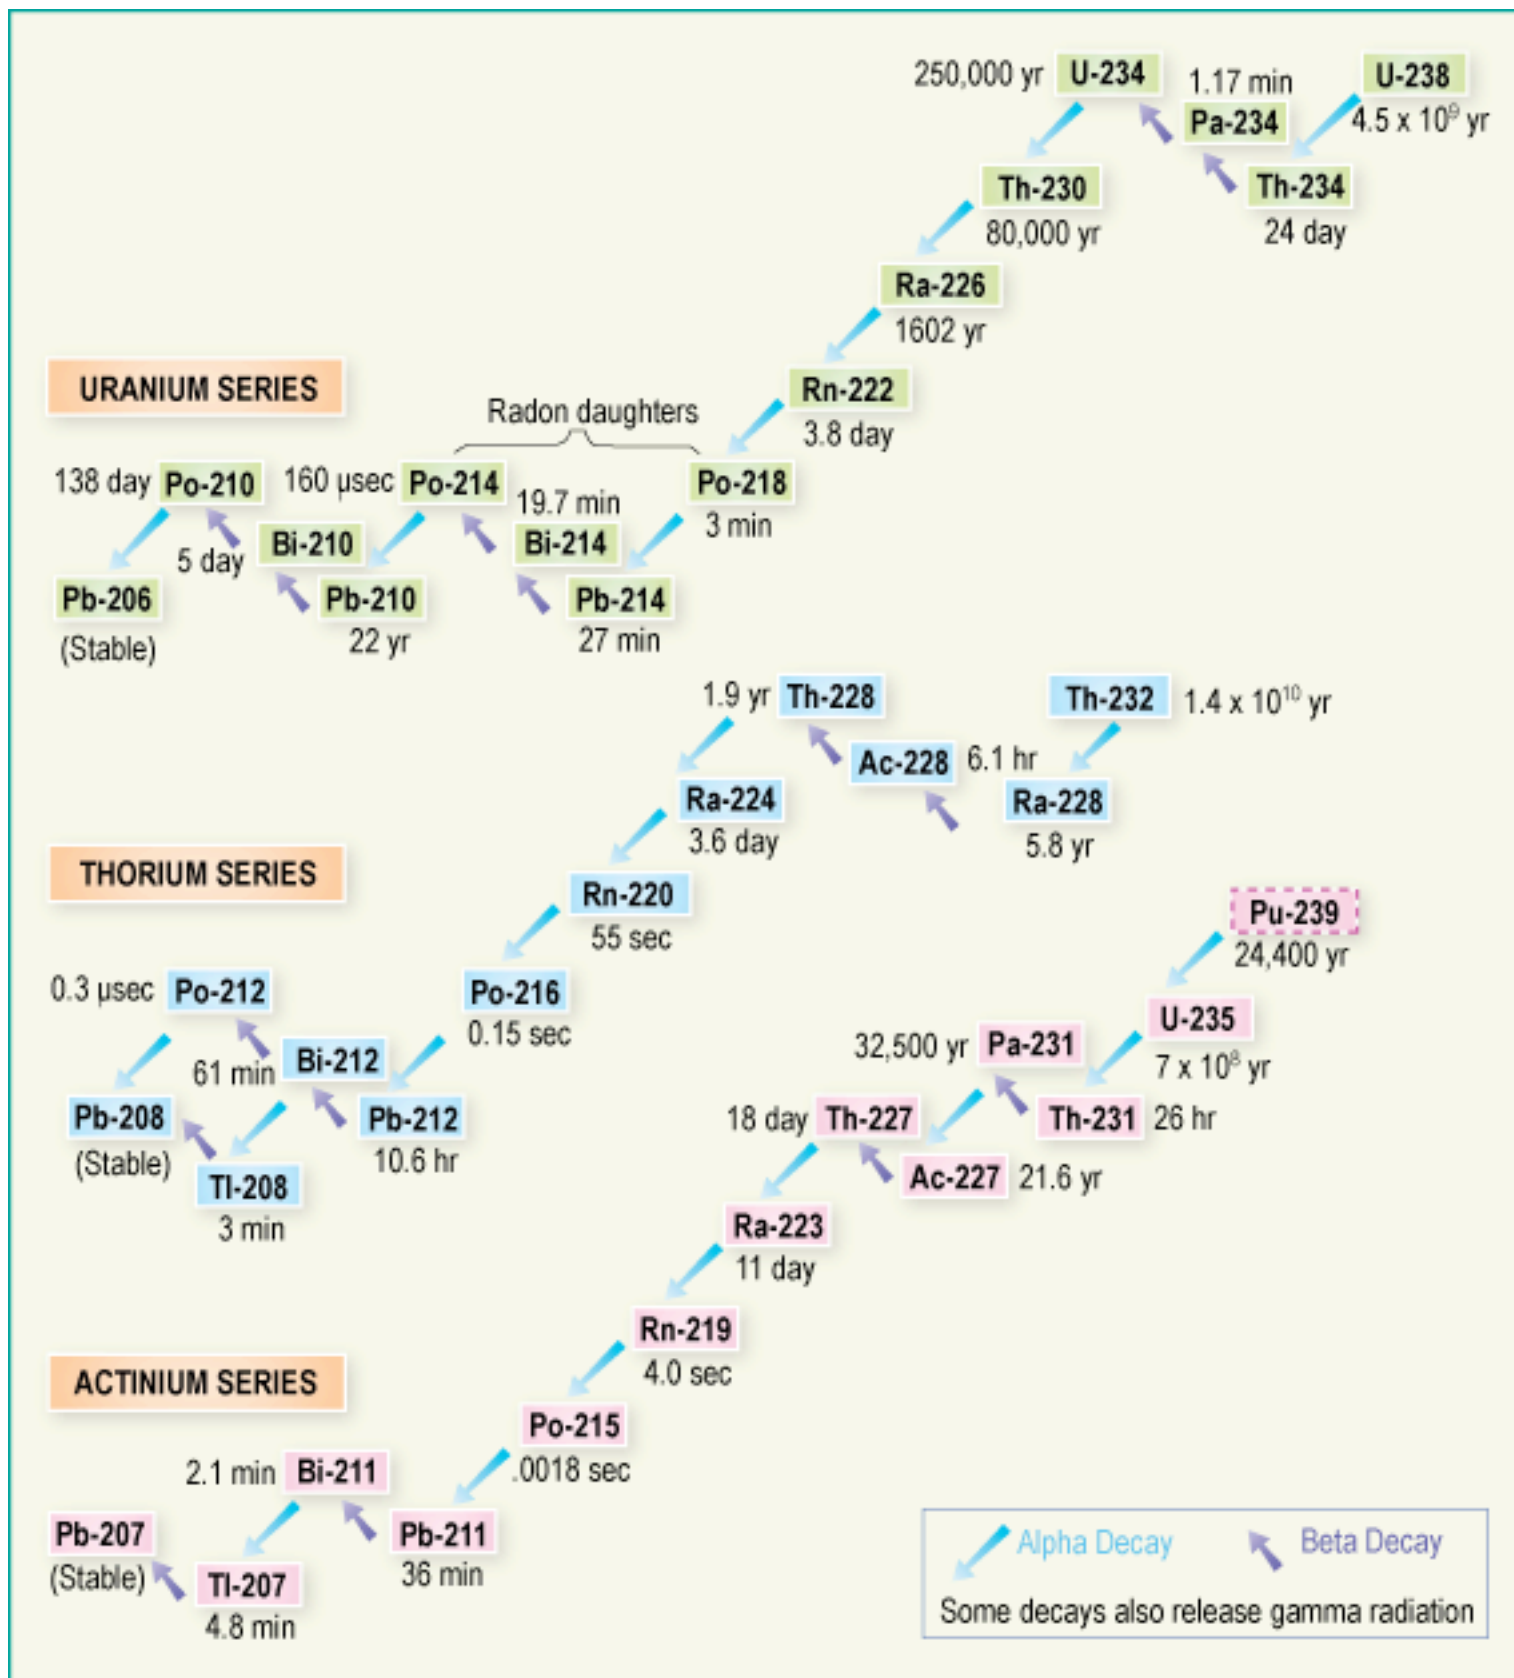 250,000 yr U-234 1.17 min U-238
Pa-234 4.5 x 10⁹ yr
Th-230 Th-234
80,000 yr 24 day
Ra-226
1602 yr
URANIUM SERIES
Rn-222
Radon daughters 3.8 day
138 day Po-210 160 µsec Po-214 19.7 min Po-218
3 min
5 day Bi-210 Bi-214
Pb-206 Pb-210 Pb-214
(Stable) 22 yr 27 min
1.9 yr Th-228 Th-232 1.4 x 10¹⁰ yr
Ac-228 6.1 hr
Ra-224 Ra-228
3.6 day 5.8 yr
THORIUM SERIES
Rn-220
55 sec
Pu-239
24,400 yr
0.3 µsec Po-212 Po-216
0.15 sec
U-235
7 x 10⁸ yr
32,500 yr Pa-231
61 min Bi-212
Pb-208 Pb-212
(Stable) 10.6 hr
18 day Th-227 Th-231 26 hr
Tl-208
3 min
Ac-227 21.6 yr
Ra-223
11 day
Rn-219
4.0 sec
ACTINIUM SERIES
Po-215
.0018 sec
2.1 min Bi-211
Pb-207 Pb-211
(Stable) 36 min
Tl-207
4.8 min
Alpha Decay Beta Decay
Some decays also release gamma radiation